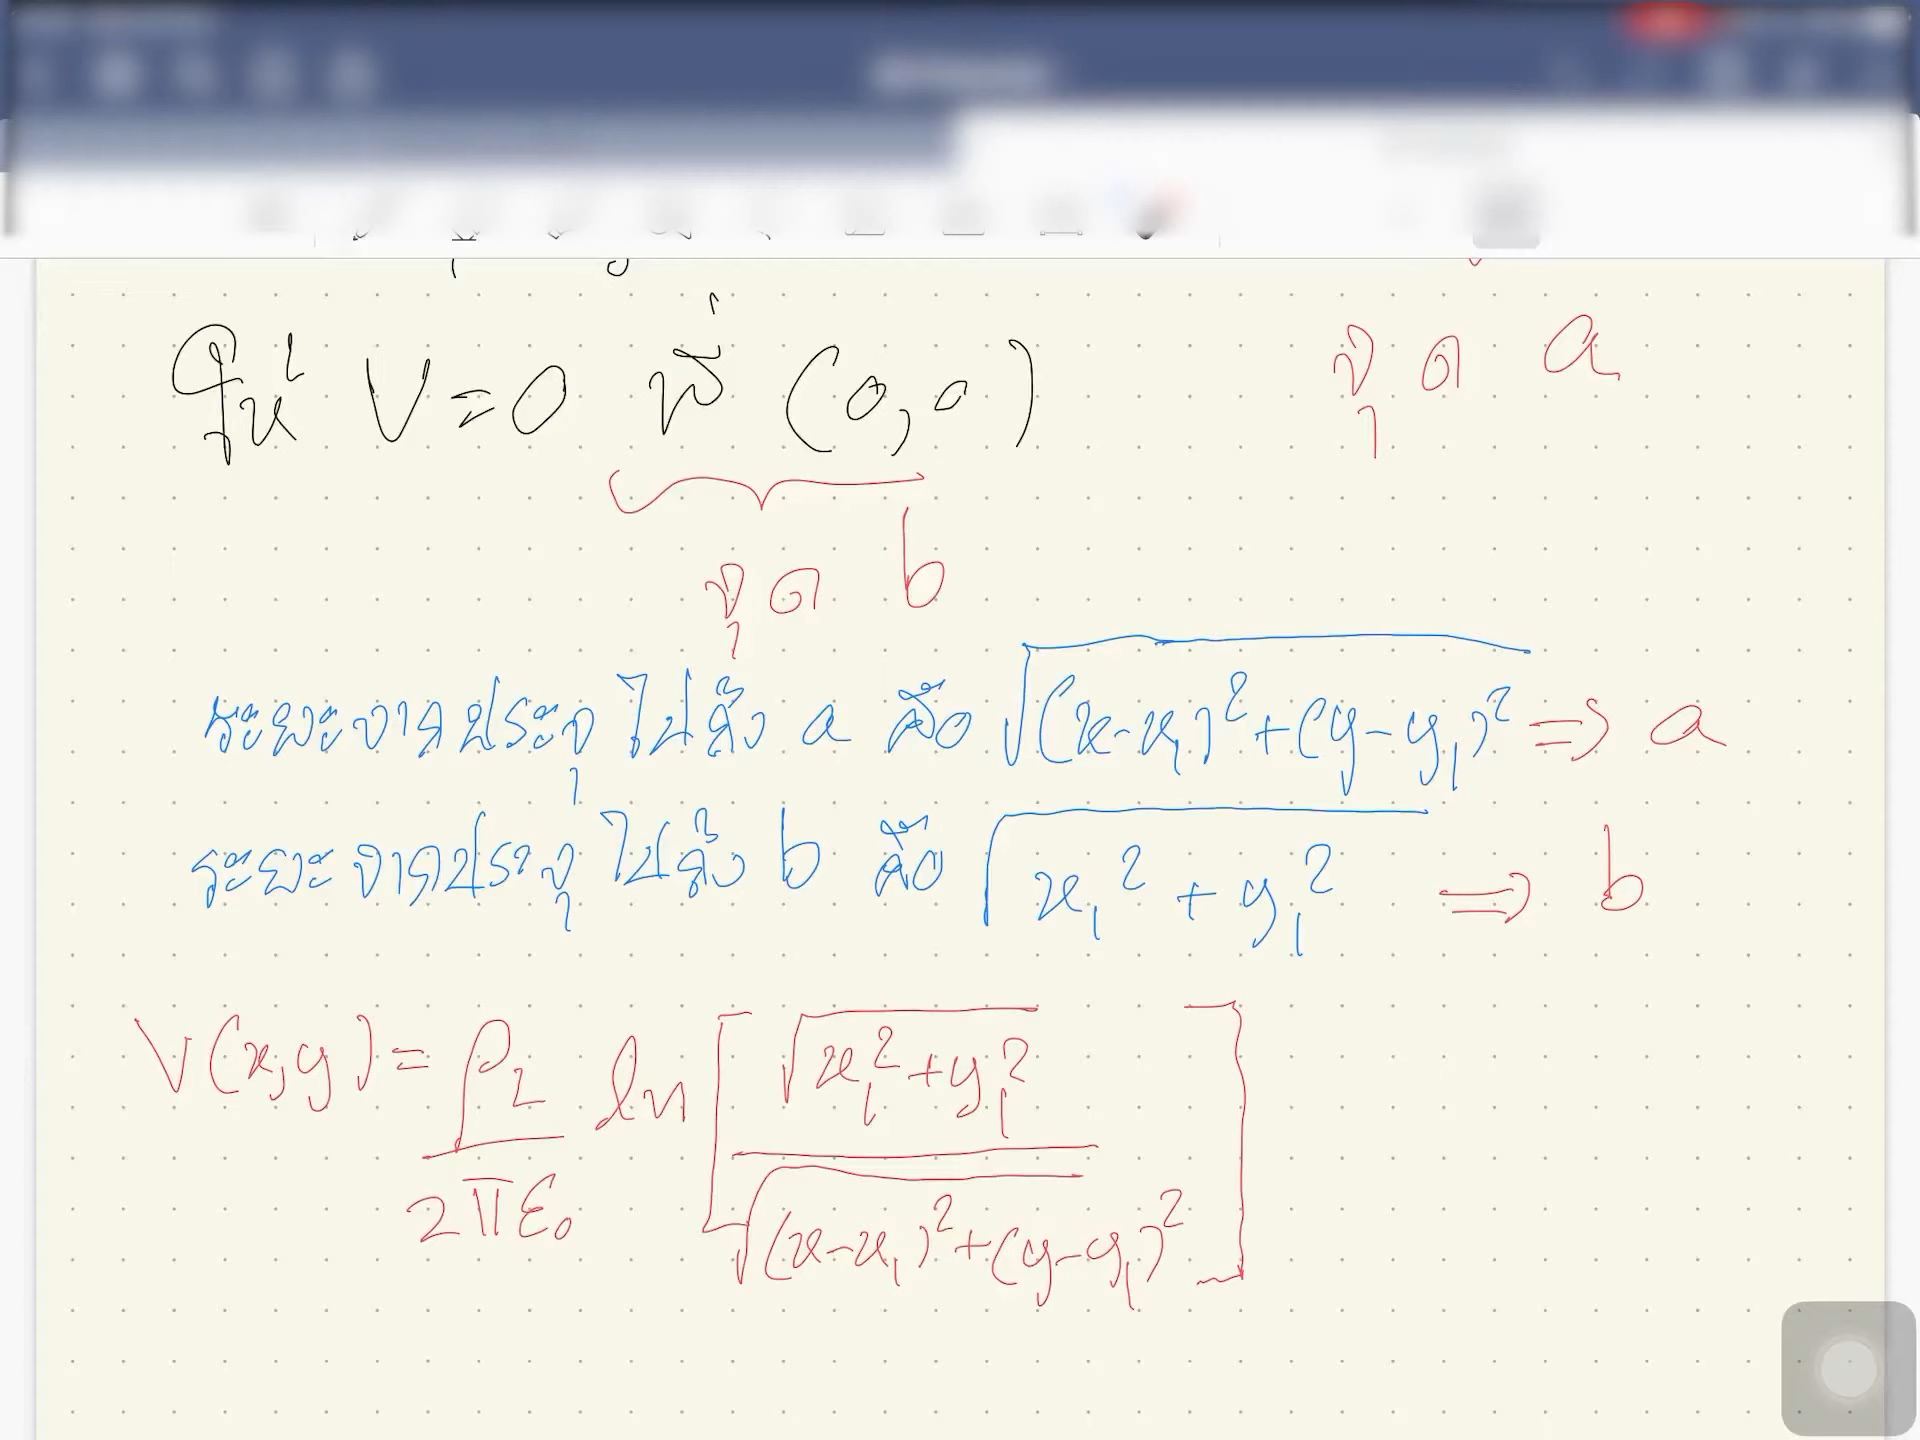 ให้ V=0 ที่ (0,0)
จุด a
จุด b
ระยะจากประจุไปถึง a คือ √((x-x₁)²+(y-y₁)²) ⇒ a
ระยะจากประจุไปถึง b คือ √(x₁²+y₁²) ⇒ b
V(x,y) = ρL/(2πε₀) ln[√(x₁²+y₁²)/√((x-x₁)²+(y-y₁)²)]